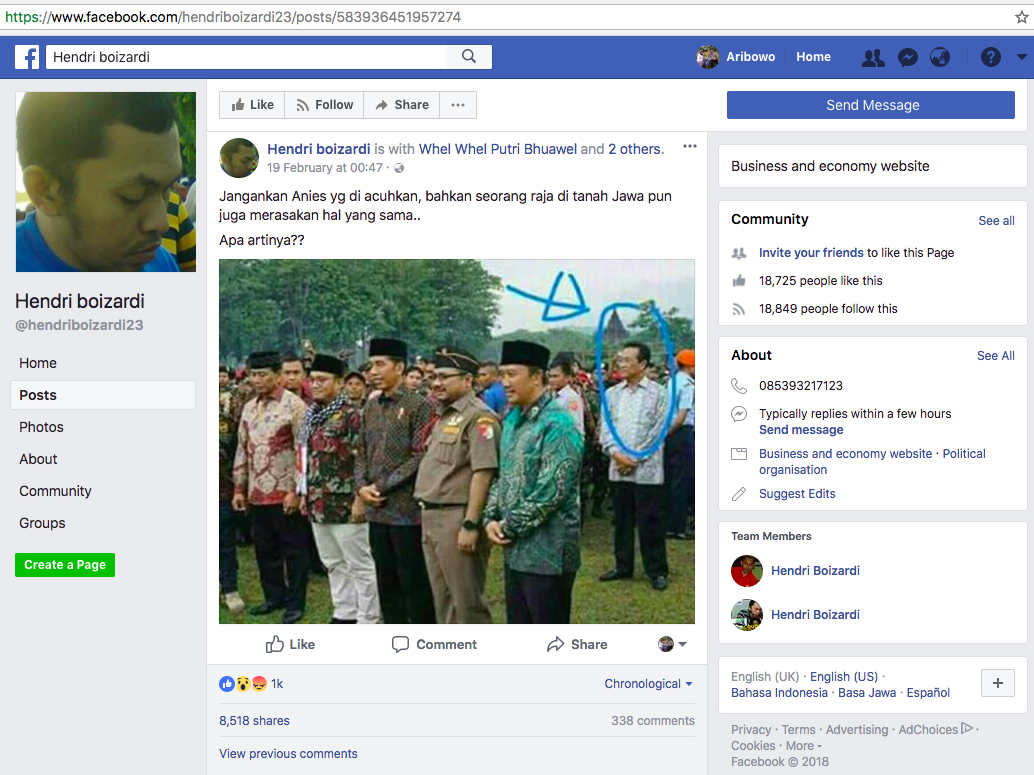 https://www.facebook.com/hendriboizardi23/posts/583936451957274
Hendri boizardi
Aribowo
Home
Like
Follow
Share
Send Message
Hendri boizardi is with Whel Whel Putri Bhuawel and 2 others.
19 February at 00:47 ·
Jangankan Anies yg di acuhkan, bahkan seorang raja di tanah Jawa pun
juga merasakan hal yang sama..
Apa artinya??
Like
Comment
Share
1k
Chronological
8,518 shares
338 comments
View previous comments
Hendri boizardi
@hendriboizardi23
Home
Posts
Photos
About
Community
Groups
Create a Page
Business and economy website
Community
See all
Invite your friends to like this Page
18,725 people like this
18,849 people follow this
About
See All
085393217123
Typically replies within a few hours
Send message
Business and economy website · Political
organisation
Suggest Edits
Team Members
Hendri Boizardi
Hendri Boizardi
English (UK) · English (US) ·
Bahasa Indonesia · Basa Jawa · Español
Privacy · Terms · Advertising · AdChoices ·
Cookies · More
Facebook © 2018